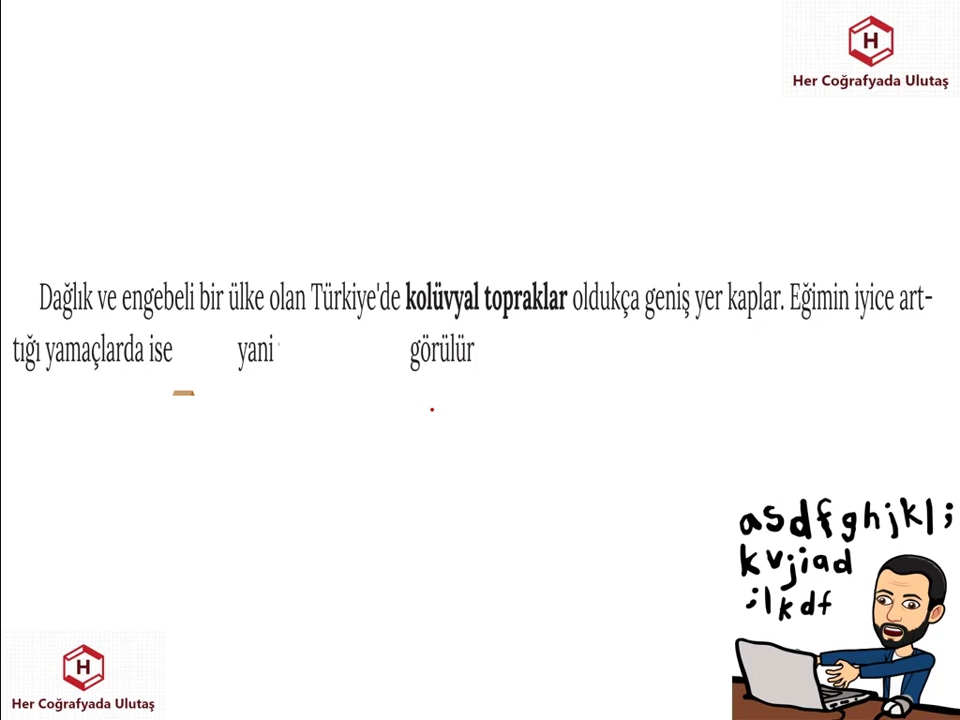 H
Her Coğrafyada Ulutaş
Dağlık ve engebeli bir ülke olan Türkiye'de kolüvyal topraklar oldukça geniş yer kaplar. Eğimin iyice art-
tığı yamaçlarda ise yani görülür
asdfghjkl;
kvjiad
;lkdf
H
Her Coğrafyada Ulutaş